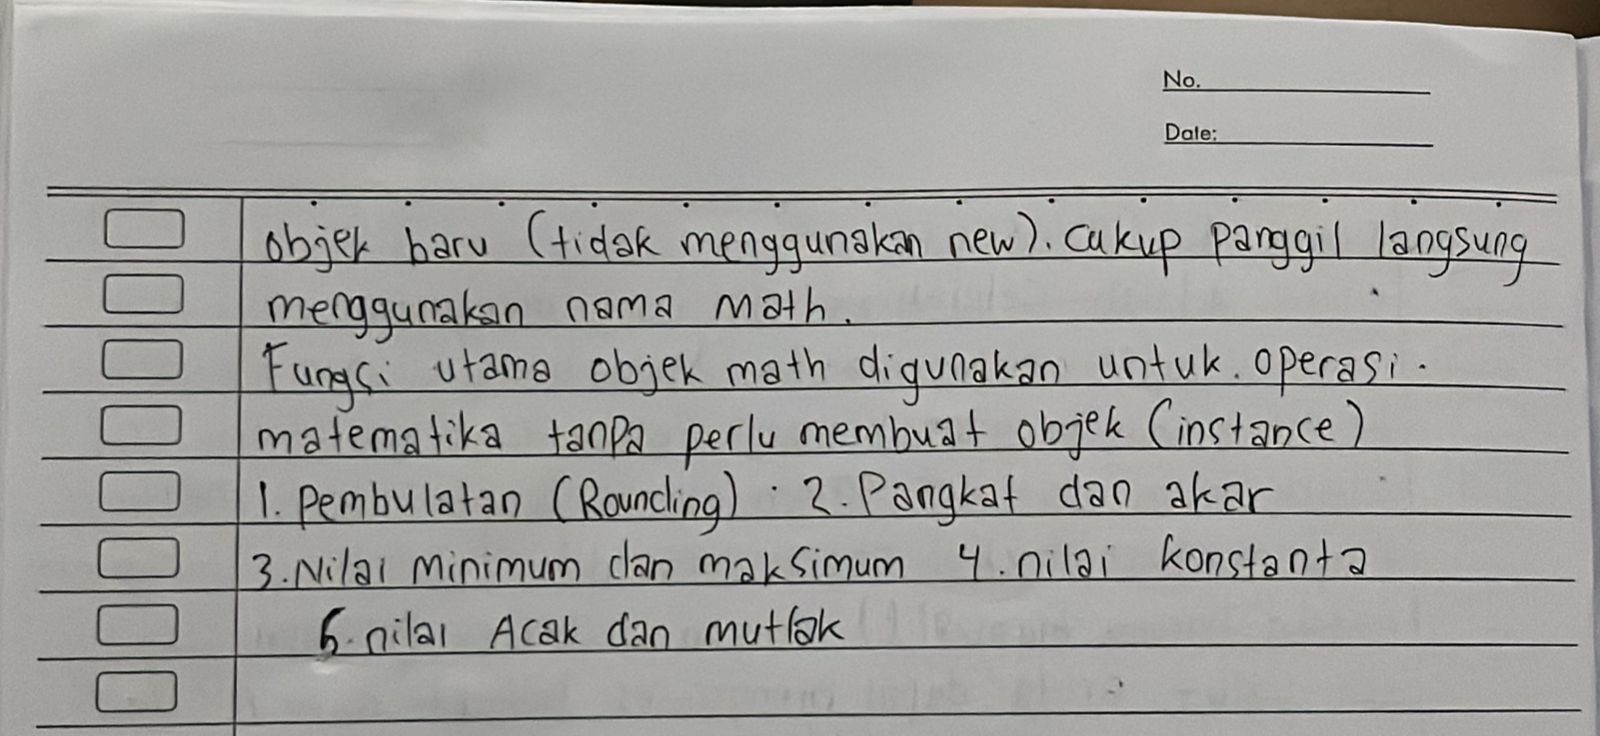 No.
Date:
objek baru (tidak menggunakan new). Cukup panggil langsung
menggunakan nama Math.
Fungsi utama objek math digunakan untuk. operasi.
matematika tanpa perlu membuat objek (instance)
1. Pembulatan (Rounding) . 2. Pangkat dan akar
3. Nilai Minimum dan maksimum 4. nilai konstanta
5. nilai Acak dan mutlak